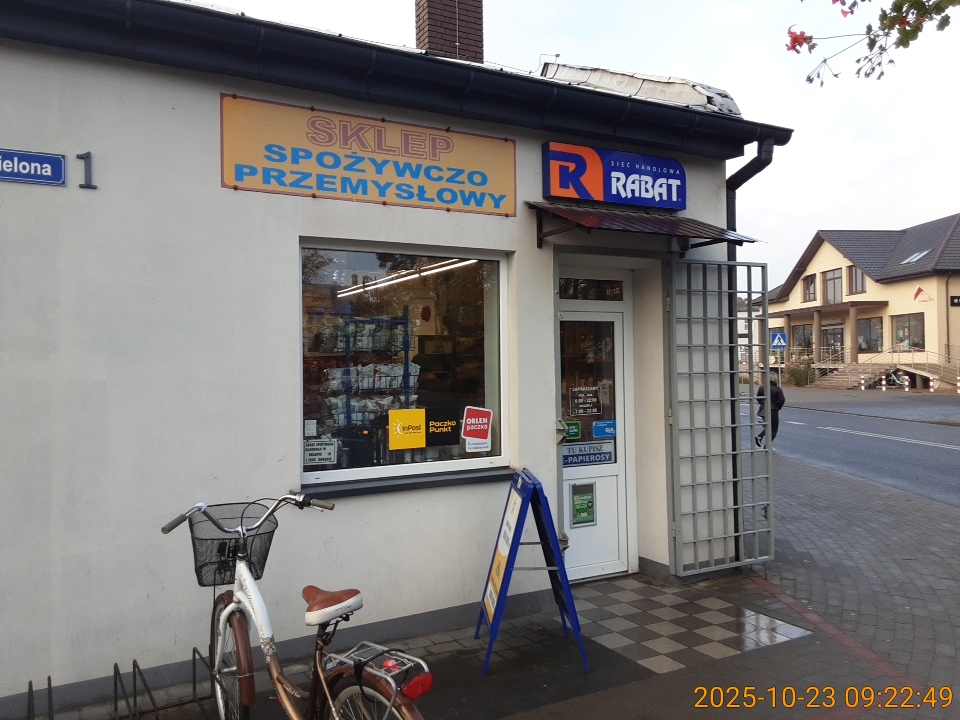 ielona
1
SKLEP
SPOŻYWCZO
PRZEMYSŁOWY
SIEĆ HANDLOWA
RABAT
InPost
Paczko
Punkt
ORLEN
paczka
ZAPRASZAMY
TU KUPISZ
E-PAPIEROSY
2025-10-23 09:22:49